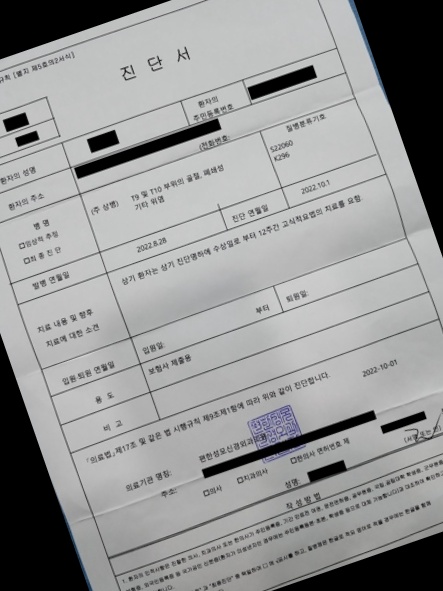 규칙 [별지 제5호의2서식]
진 단 서
환자의
주민등록번호
환자의 성명
환자의 주소
(전화번호:
질병분류기호
병 명
□임상적 추정
□최 종 진 단
(주 상병)
T9 및 T10 부위의 골절, 폐쇄성
기타 위염
S22060
K296
발병 연월일
2022.8.28
진단 연월일
2022.10.1
치료 내용 및 향후
치료에 대한 소견
상기 환자는 상기 진단명하에 수상일로 부터 12주간 고식적요법의 치료를 요함.
입원·퇴원 연월일
입원일:
부터
퇴원일:
용 도
보험사 제출용
비 고
「의료법」제17조 및 같은 법 시행규칙 제9조제1항에 따라 위와 같이 진단합니다.
2022-10-01
의료기관 명칭:
편한성모신경외과의원
주소:
□의사 □치과의사 □한의사 면허번호 제
성명:
(서명 또는 인)
작 성 방 법